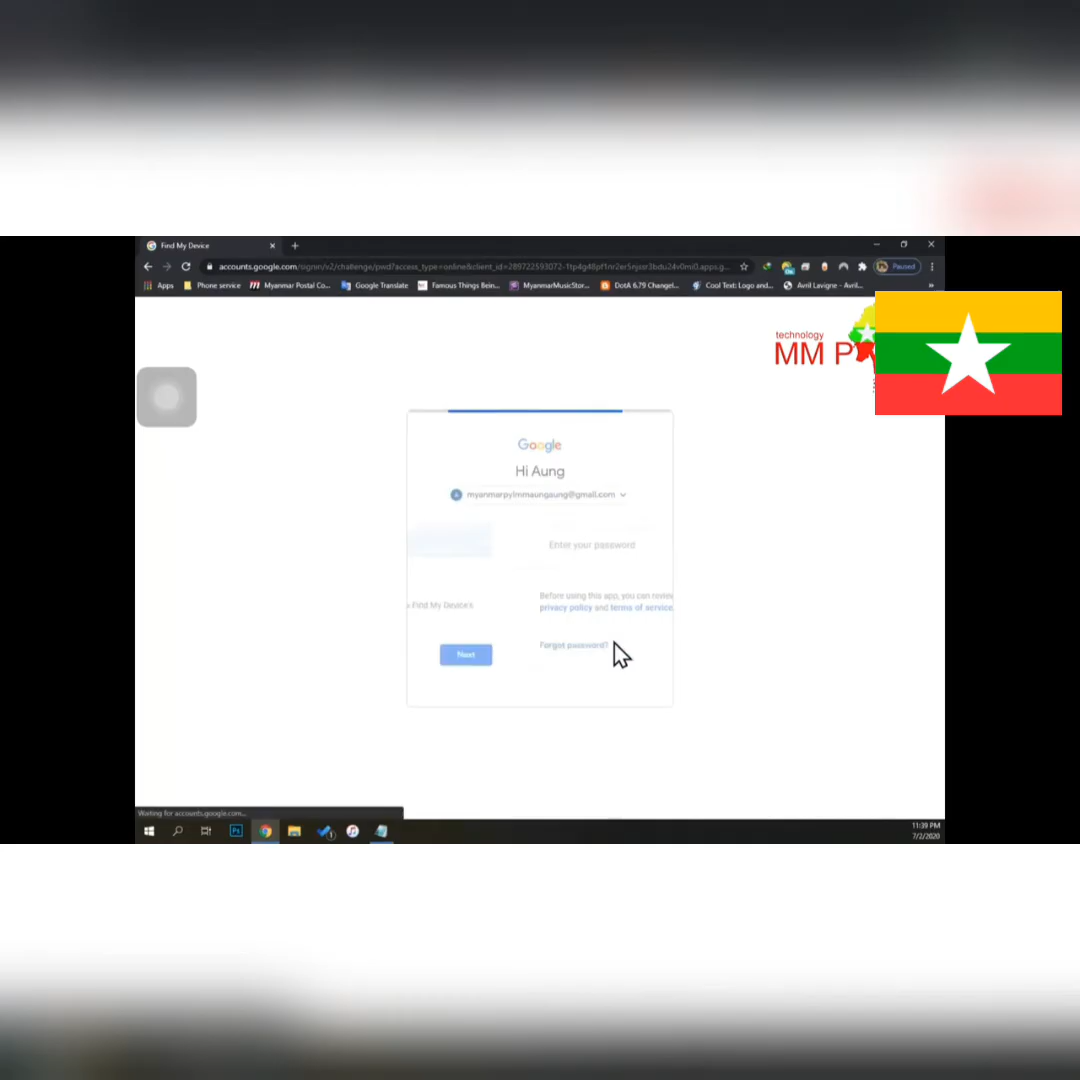 Find My Device
accounts.google.com/signin/v2/challenge/pwd?access_type=online&client_id=
Paused
Apps
Phone service
Myanmar Postal Co...
Google Translate
Famous Things Bein...
MyanmarMusicStor...
DotA 6.79 Changel...
Cool Text: Logo and...
Avril Lavigne - Avril...
»
technology
MM P
Google
Hi Aung
myanmarpyimmaungaung@gmail.com
Enter your password
Before using this app, you can review
Find My Device's
privacy policy and terms of service.
Forgot password?
Next
Waiting for accounts.google.com...
Ps
11:39 PM
7/2/2020